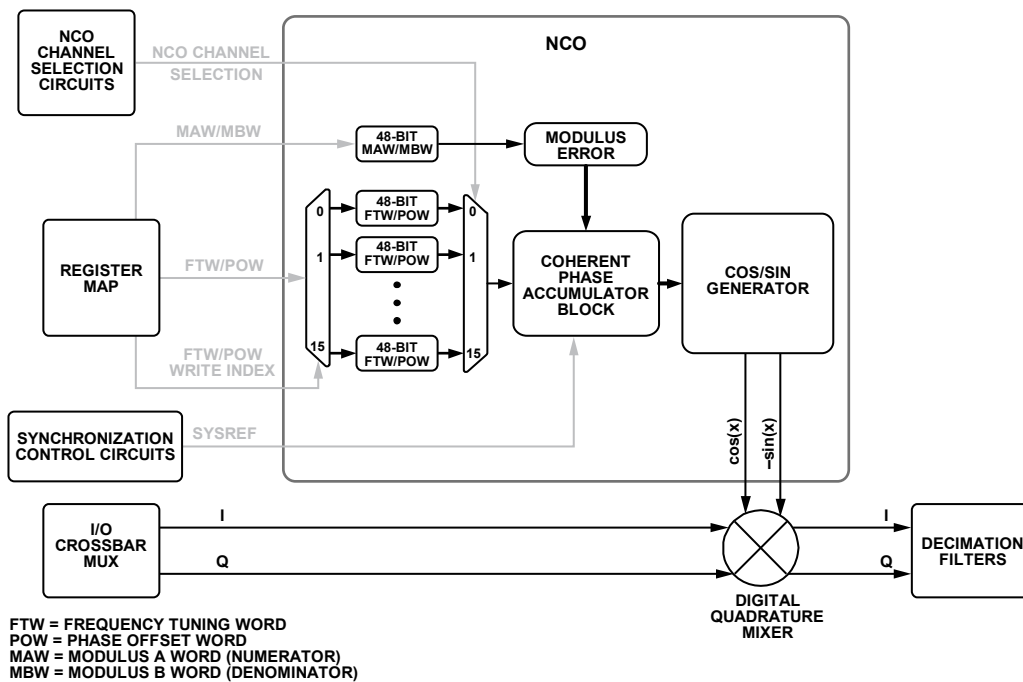 NCO
CHANNEL
SELECTION
CIRCUITS
NCO CHANNEL
SELECTION
NCO
MAW/MBW
48-BIT
MAW/MBW
MODULUS
ERROR
0
48-BIT
FTW/POW
0
1
48-BIT
FTW/POW
1
REGISTER
MAP
FTW/POW
COHERENT
PHASE
ACCUMULATOR
BLOCK
COS/SIN
GENERATOR
15
48-BIT
FTW/POW
15
FTW/POW
WRITE INDEX
SYNCHRONIZATION
CONTROL CIRCUITS
SYSREF
cos(x)
–sin(x)
I/O
CROSSBAR
MUX
I
Q
I
Q
DECIMATION
FILTERS
DIGITAL
QUADRATURE
MIXER
FTW = FREQUENCY TUNING WORD
POW = PHASE OFFSET WORD
MAW = MODULUS A WORD (NUMERATOR)
MBW = MODULUS B WORD (DENOMINATOR)